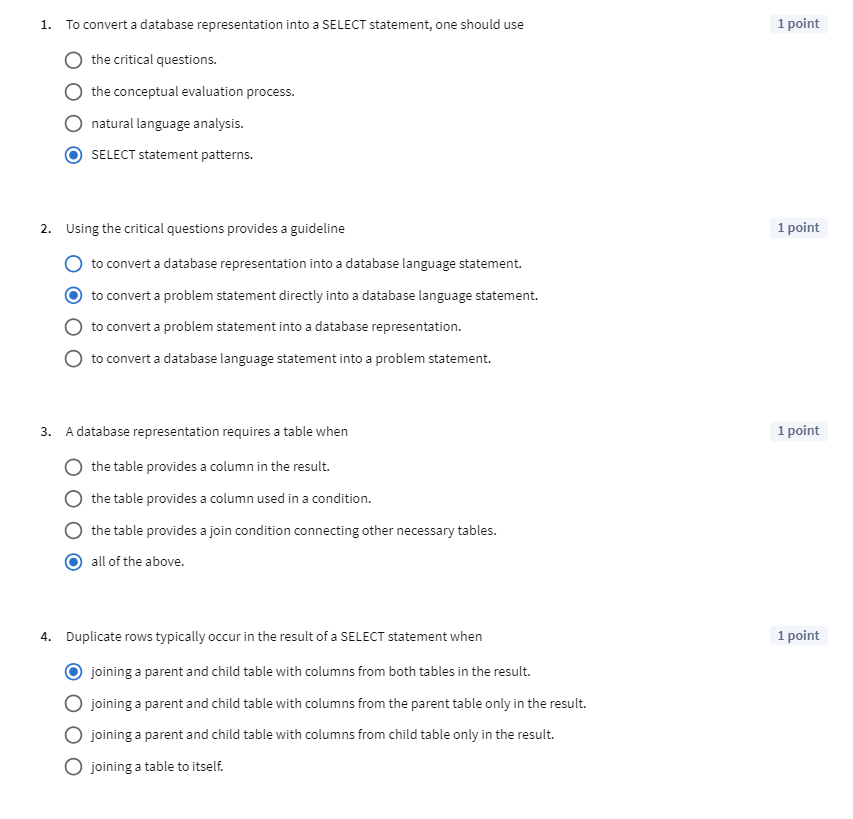 1. To convert a database representation into a SELECT statement, one should use 1 point
the critical questions.
the conceptual evaluation process.
natural language analysis.
SELECT statement patterns.
2. Using the critical questions provides a guideline 1 point
to convert a database representation into a database language statement.
to convert a problem statement directly into a database language statement.
to convert a problem statement into a database representation.
to convert a database language statement into a problem statement.
3. A database representation requires a table when 1 point
the table provides a column in the result.
the table provides a column used in a condition.
the table provides a join condition connecting other necessary tables.
all of the above.
4. Duplicate rows typically occur in the result of a SELECT statement when 1 point
joining a parent and child table with columns from both tables in the result.
joining a parent and child table with columns from the parent table only in the result.
joining a parent and child table with columns from child table only in the result.
joining a table to itself.